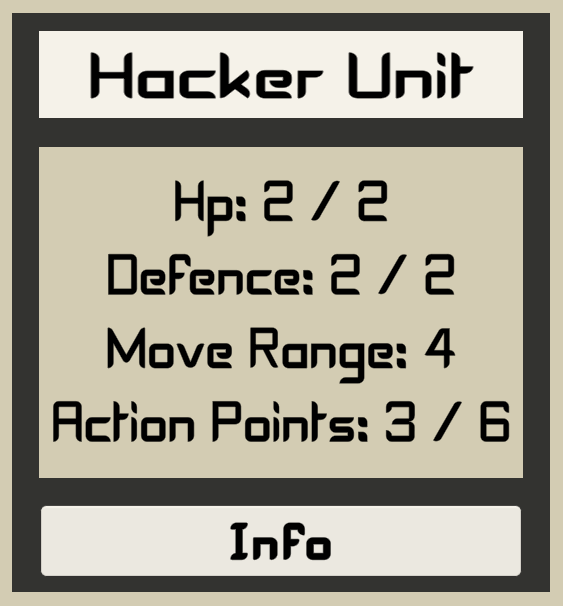 Hacker Unit
Hp: 2 / 2
Defence: 2 / 2
Move Range: 4
Action Points: 3 / 6
Info